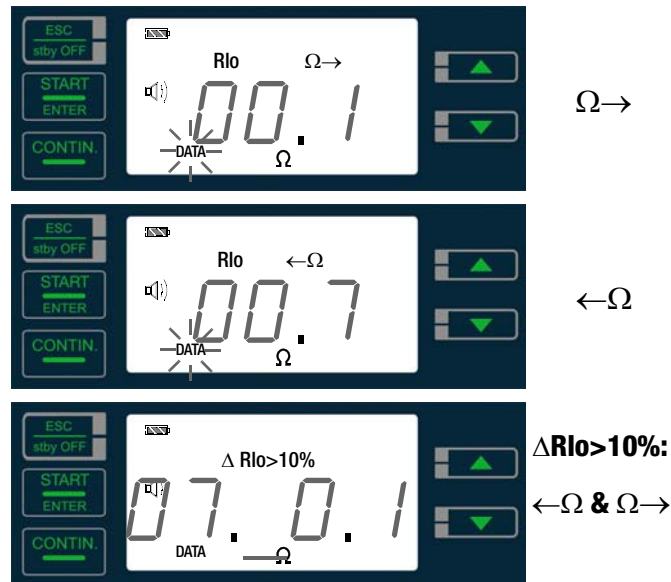 ESC
stby OFF
START
ENTER
CONTIN.
Rlo Ω→
00.1
DATA
Ω
Ω→
ESC
stby OFF
START
ENTER
CONTIN.
Rlo ←Ω
00.7
DATA
Ω
←Ω
ESC
stby OFF
START
ENTER
CONTIN.
Δ Rlo>10%
07. 0.1
DATA
Ω
ΔRlo>10%:
←Ω & Ω→